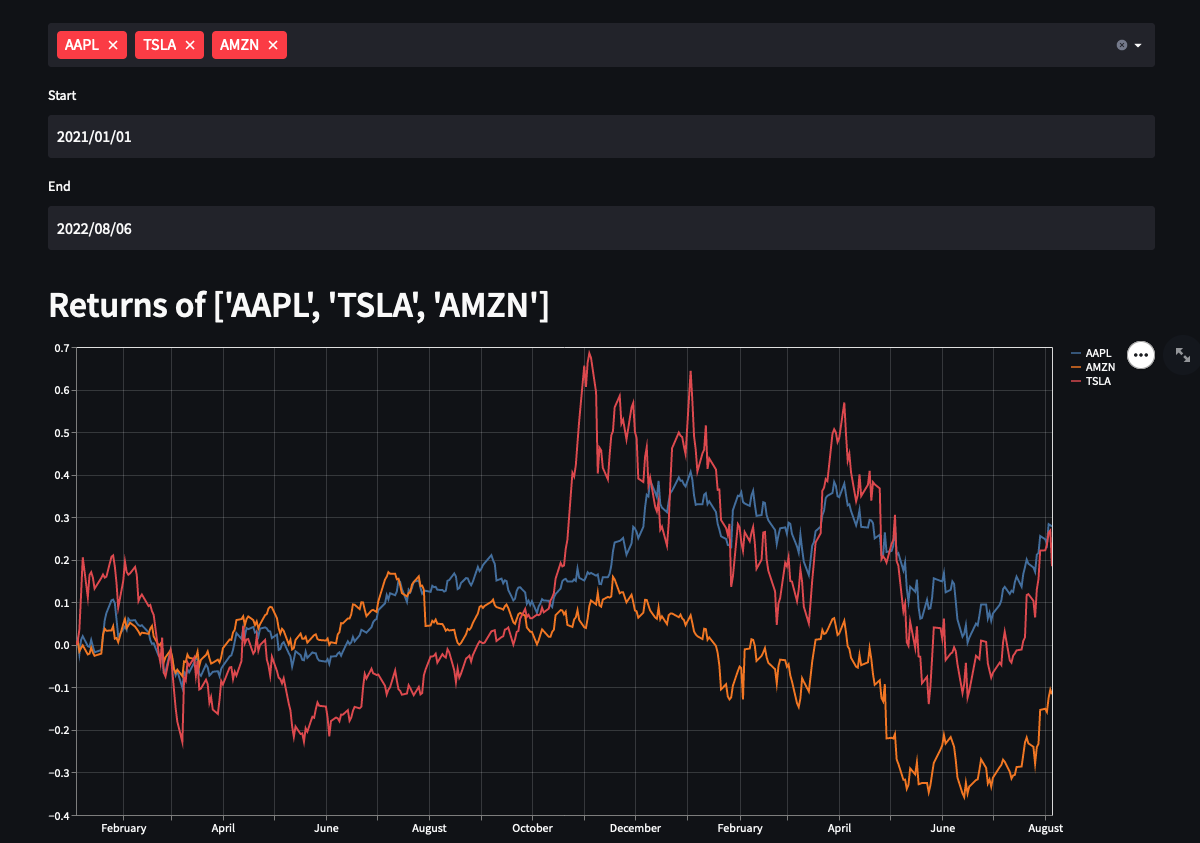 AAPL TSLA AMZN
Start
2021/01/01
End
2022/08/06
Returns of ['AAPL', 'TSLA', 'AMZN']
0.7
0.6
0.5
0.4
0.3
0.2
0.1
0.0
−0.1
−0.2
−0.3
−0.4
February April June August October December February April June August
AAPL
AMZN
TSLA